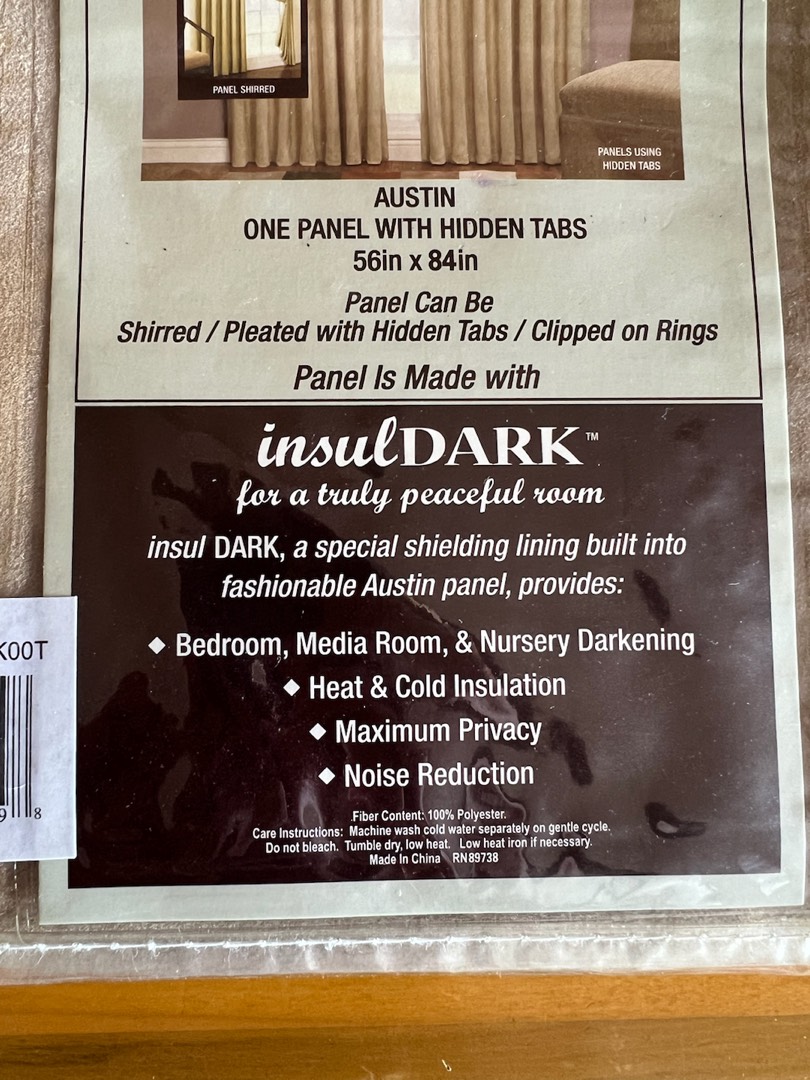 PANEL SHIRRED
PANELS USING
HIDDEN TABS
AUSTIN
ONE PANEL WITH HIDDEN TABS
56in x 84in
Panel Can Be
Shirred / Pleated with Hidden Tabs / Clipped on Rings
Panel Is Made with
insulDARK™
for a truly peaceful room
insul DARK, a special shielding lining built into
fashionable Austin panel, provides:
◆ Bedroom, Media Room, & Nursery Darkening
◆ Heat & Cold Insulation
◆ Maximum Privacy
◆ Noise Reduction
Fiber Content: 100% Polyester.
Care Instructions: Machine wash cold water separately on gentle cycle.
Do not bleach. Tumble dry, low heat. Low heat iron if necessary.
Made In China RN89738
K00T
9 8